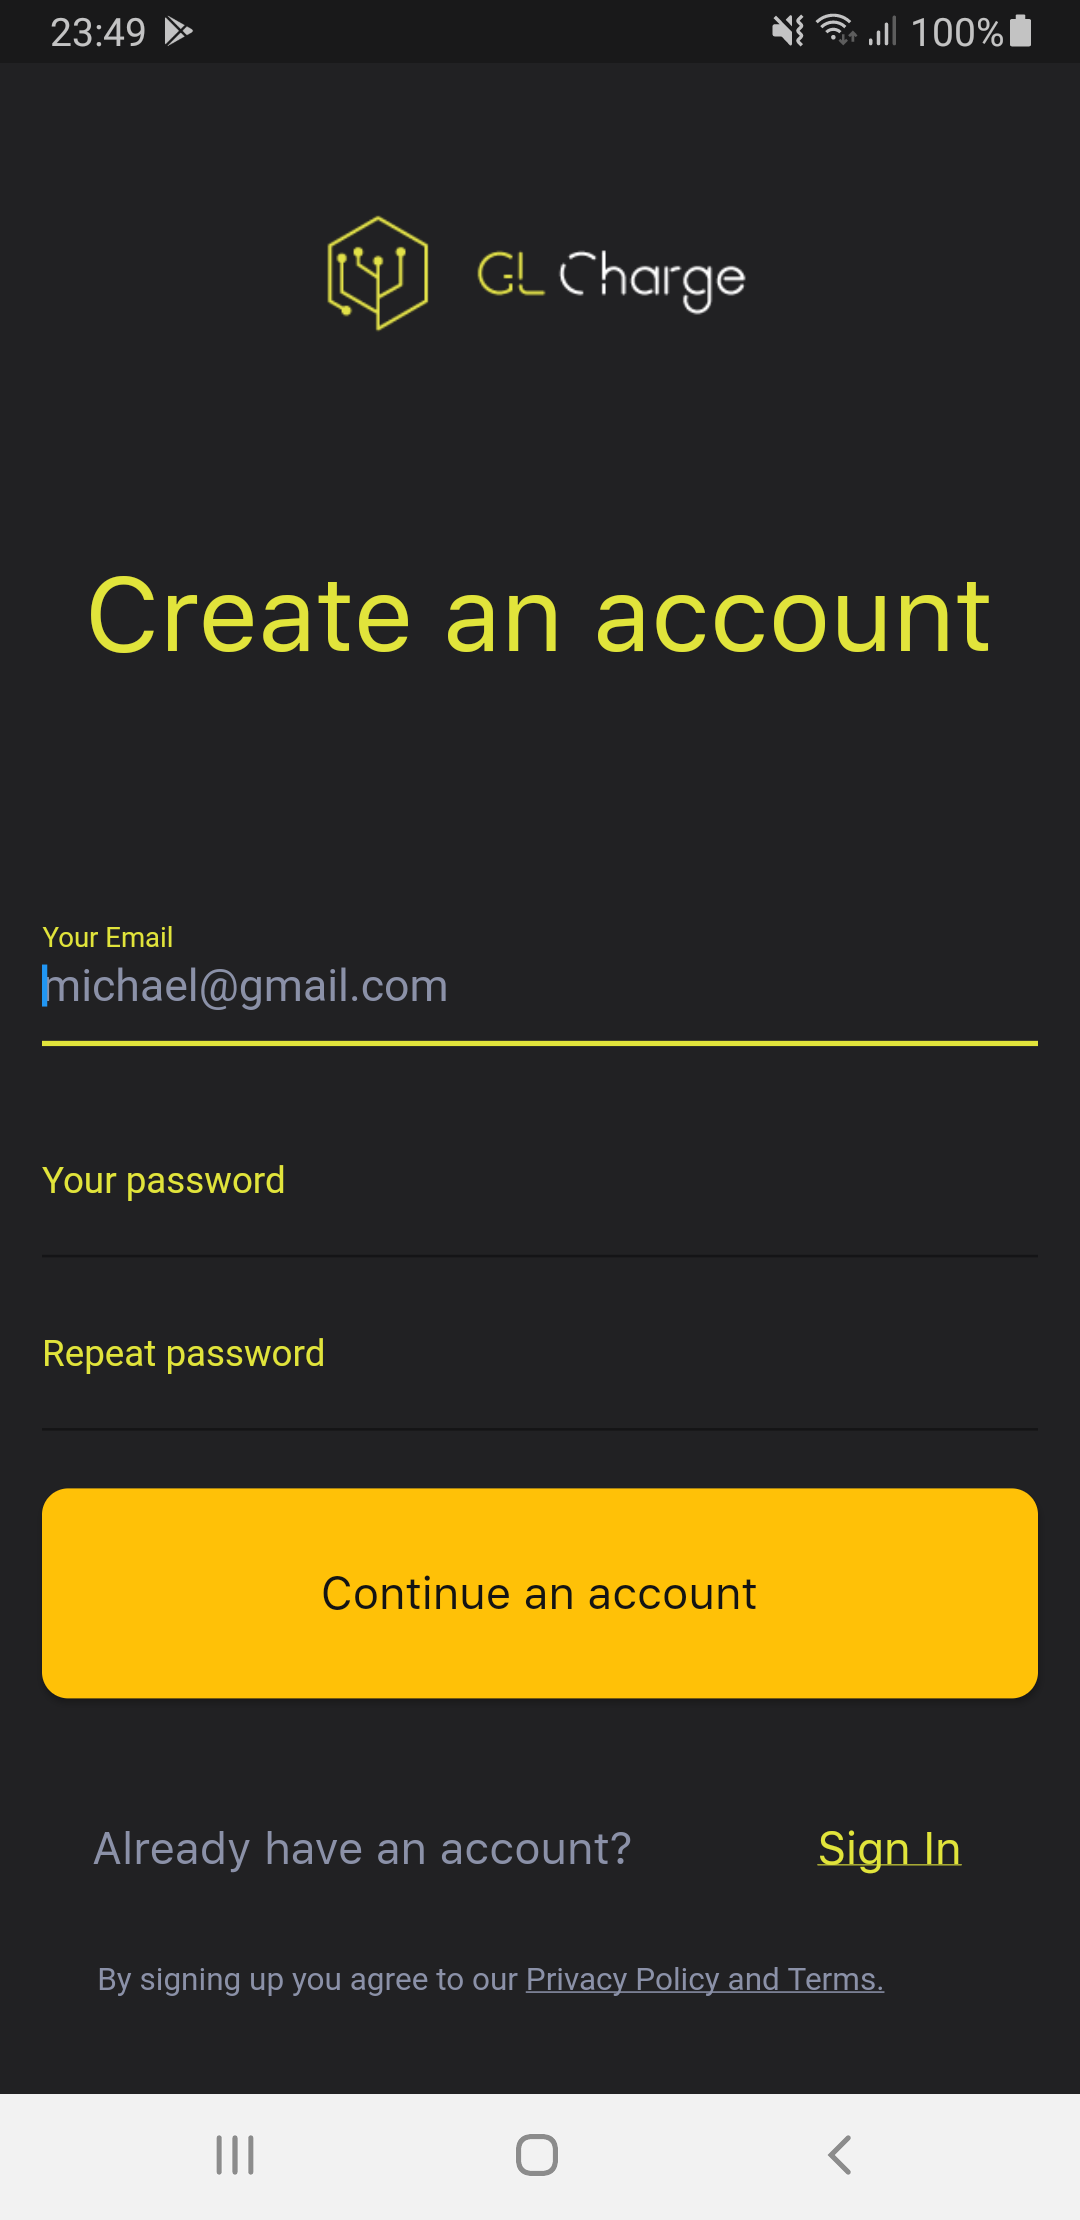 23:49
100%
GL Charge
Create an account
Your Email
michael@gmail.com
Your password
Repeat password
Continue an account
Already have an account? Sign In
By signing up you agree to our Privacy Policy and Terms.